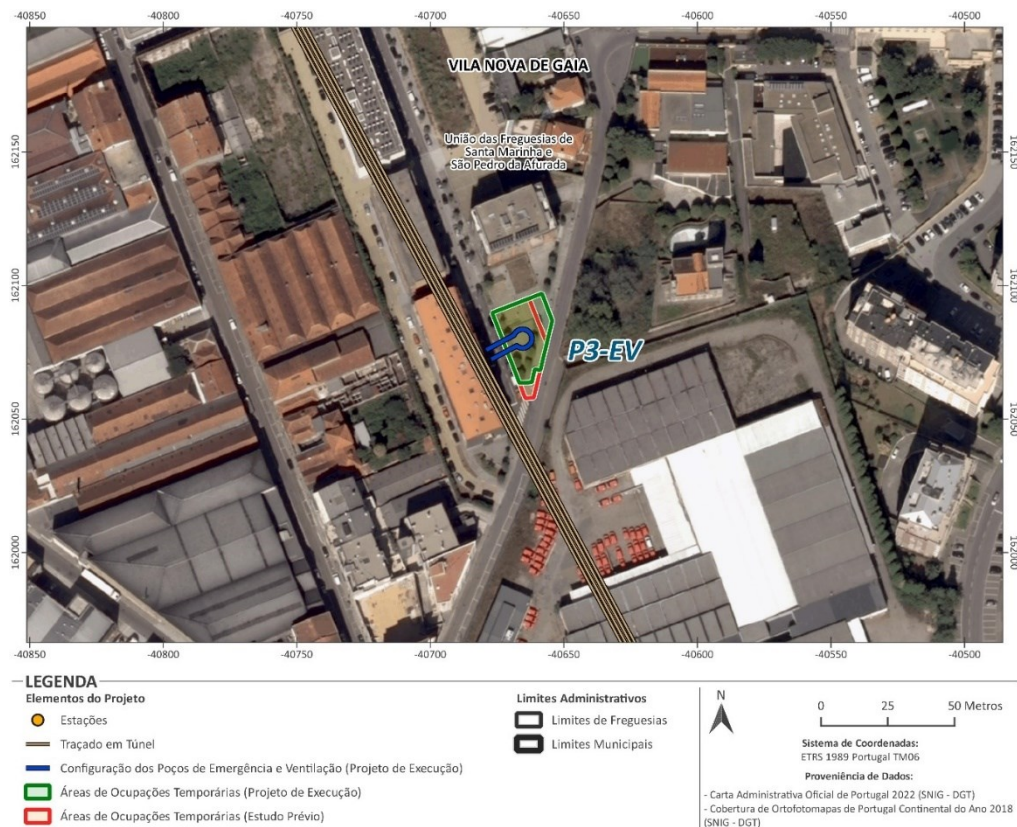 -40850 -40800 -40750 -40700 -40650 -40600 -40550 -40500
VILA NOVA DE GAIA
União das Freguesias de
Santa Marinha e
São Pedro da Afurada
162150 162150
162100 162100
P3-EV
162050 162050
162000 162000
-40850 -40800 -40750 -40700 -40650 -40600 -40550 -40500
LEGENDA
Elementos do Projeto
Estações
Traçado em Túnel
Configuração dos Poços de Emergência e Ventilação (Projeto de Execução)
Áreas de Ocupações Temporárias (Projeto de Execução)
Áreas de Ocupações Temporárias (Estudo Prévio)
Limites Administrativos
Limites de Freguesias
Limites Municipais
N
0 25 50 Metros
Sistema de Coordenadas:
ETRS 1989 Portugal TM06
Proveniência de Dados:
- Carta Administrativa Oficial de Portugal 2022 (SNIG - DGT)
- Cobertura de Ortofotomapas de Portugal Continental do Ano 2018
(SNIG - DGT)